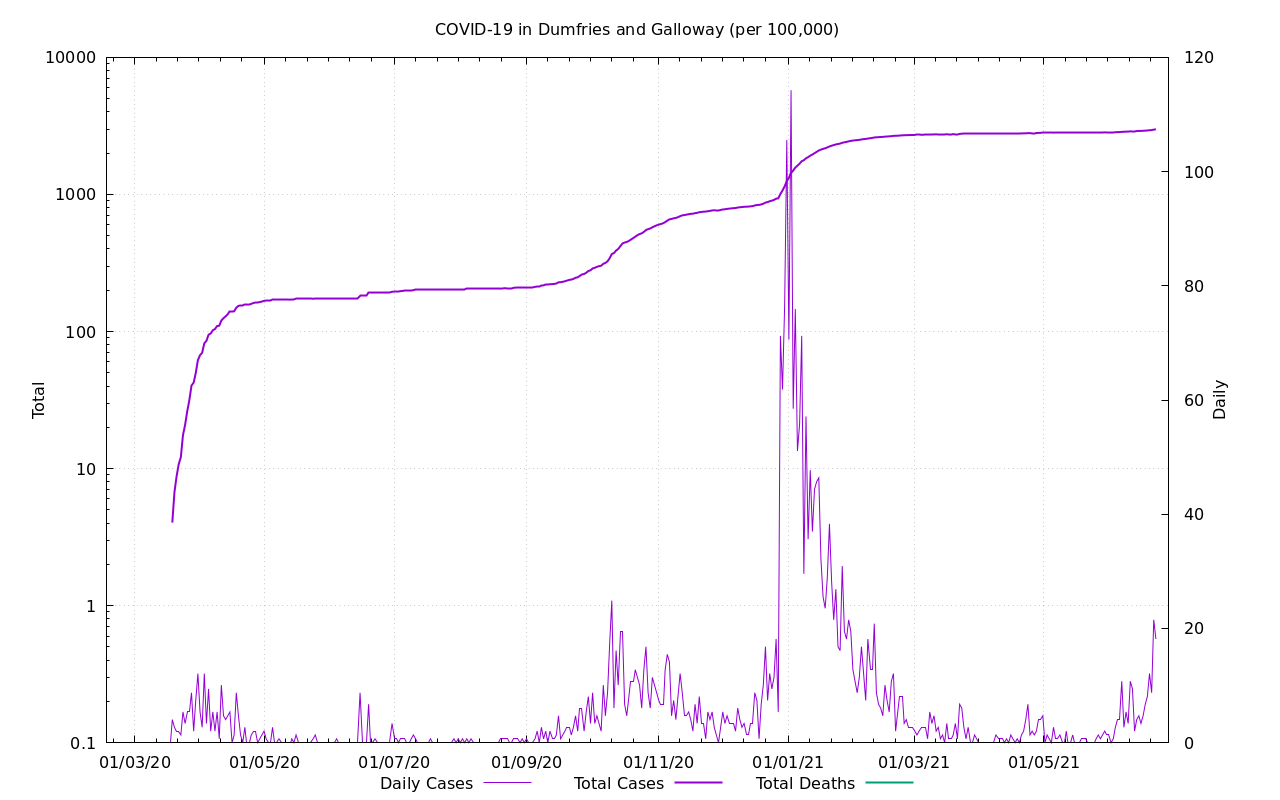 COVID-19 in Dumfries and Galloway (per 100,000)
10000
1000
100
10
1
0.1
Total
120
100
80
60
40
20
0
Daily
01/03/20 01/05/20 01/07/20 01/09/20 01/11/20 01/01/21 01/03/21 01/05/21
Daily Cases Total Cases Total Deaths